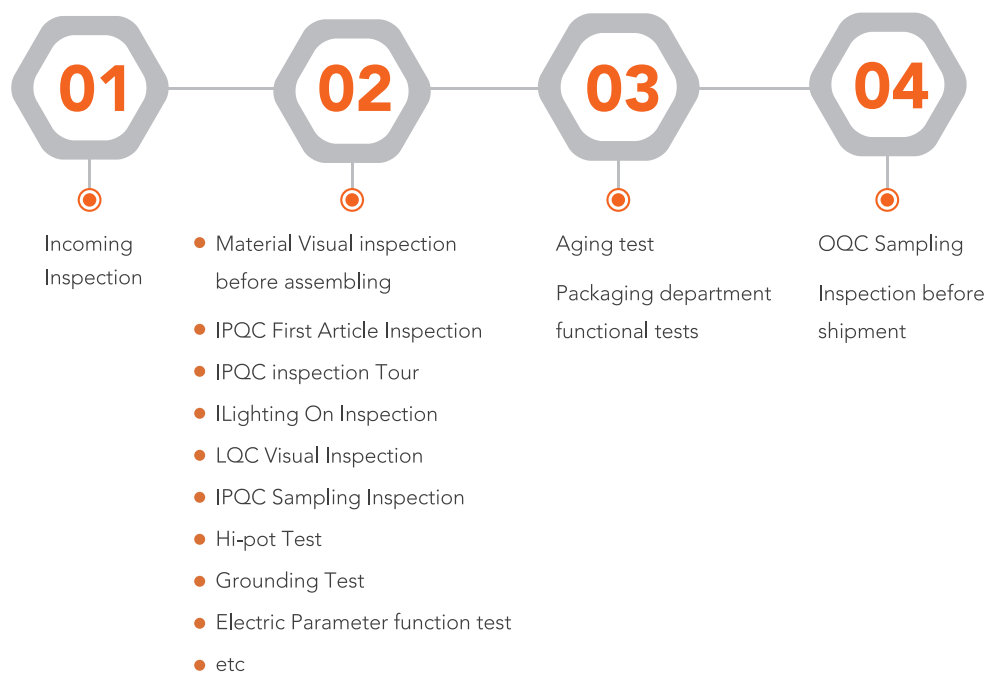 01
02
03
04
Incoming
Inspection
Material Visual inspection
before assembling
IPQC First Article Inspection
IPQC inspection Tour
ILighting On Inspection
LQC Visual Inspection
IPQC Sampling Inspection
Hi-pot Test
Grounding Test
Electric Parameter function test
etc
Aging test
Packaging department
functional tests
OQC Sampling
Inspection before
shipment